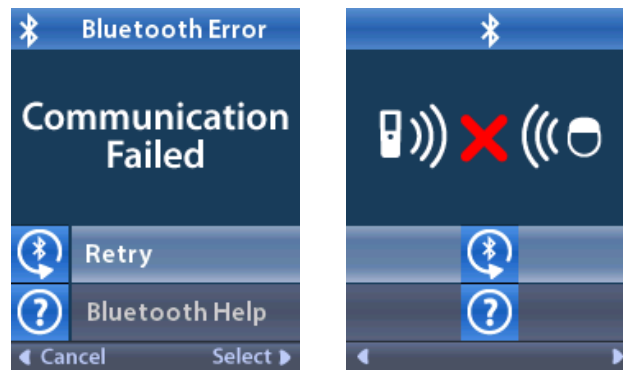 Bluetooth Error
Communication
Failed
Retry
? Bluetooth Help
Cancel Select
?